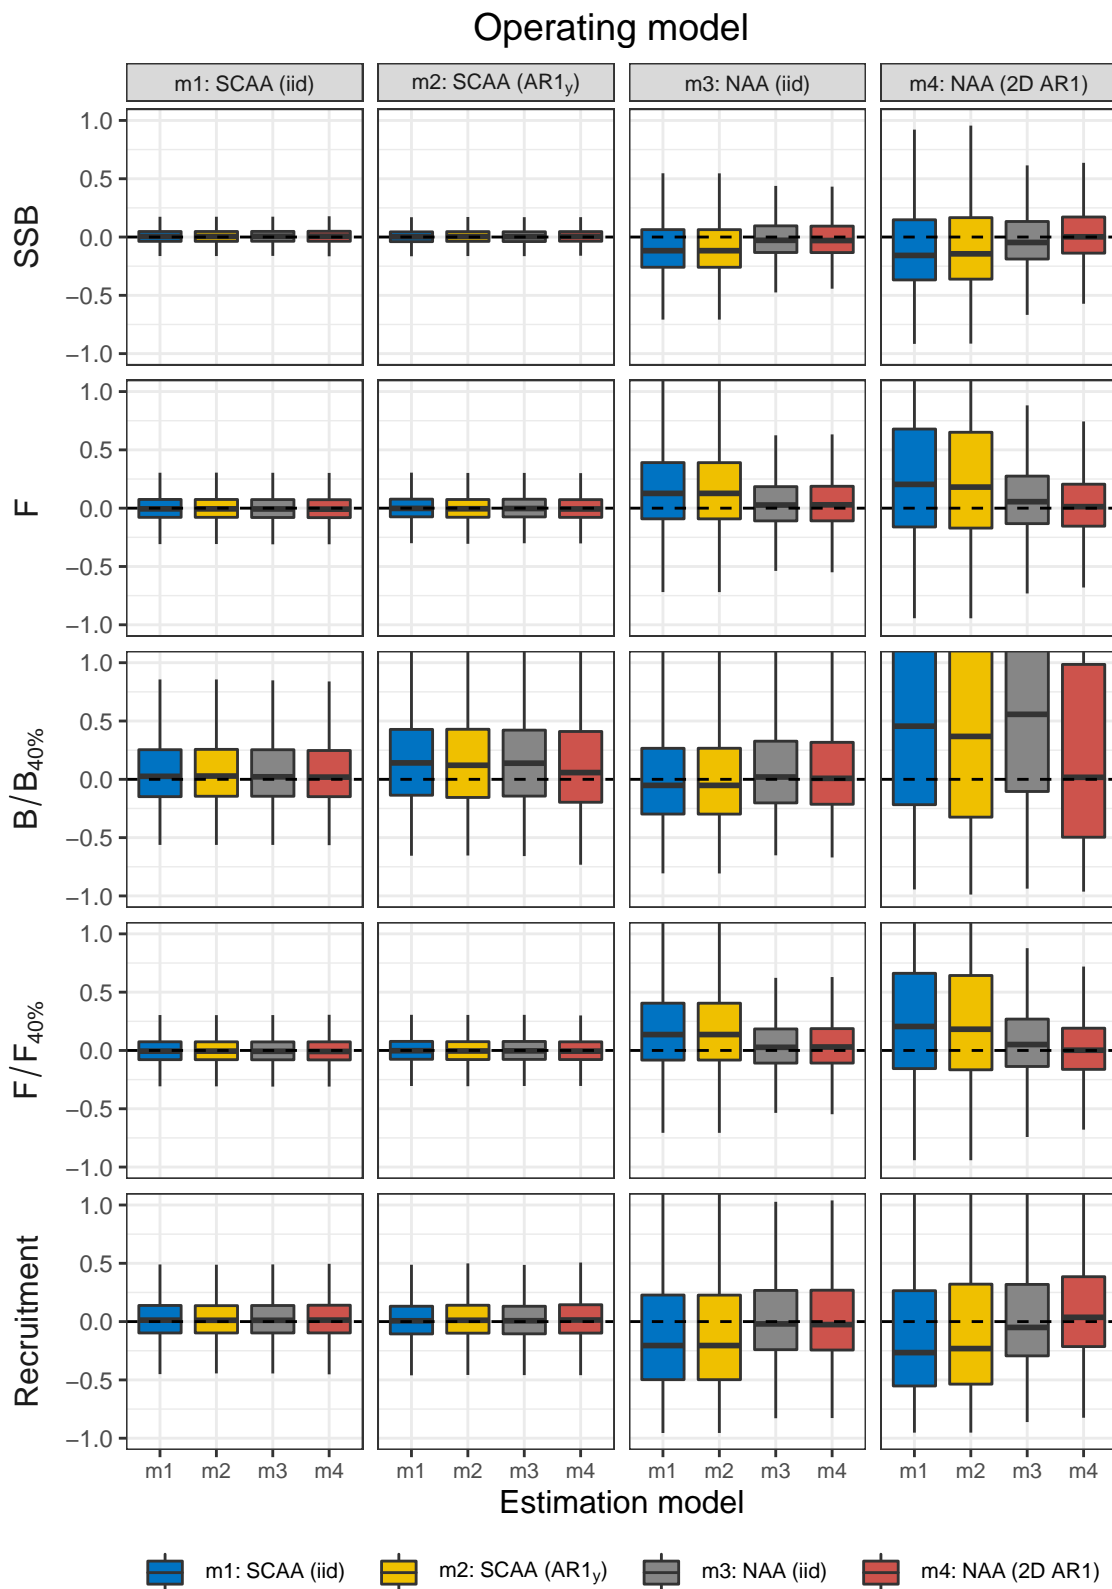 Operating model
m1: SCAA (iid) m2: SCAA (AR1y) m3: NAA (iid) m4: NAA (2D AR1)
SSB
1.0
0.5
0.0
−0.5
−1.0
F
1.0
0.5
0.0
−0.5
−1.0
B/B40%
1.0
0.5
0.0
−0.5
−1.0
F/F40%
1.0
0.5
0.0
−0.5
−1.0
Recruitment
1.0
0.5
0.0
−0.5
−1.0
m1 m2 m3 m4 m1 m2 m3 m4 m1 m2 m3 m4 m1 m2 m3 m4
Estimation model
m1: SCAA (iid) m2: SCAA (AR1y) m3: NAA (iid) m4: NAA (2D AR1)